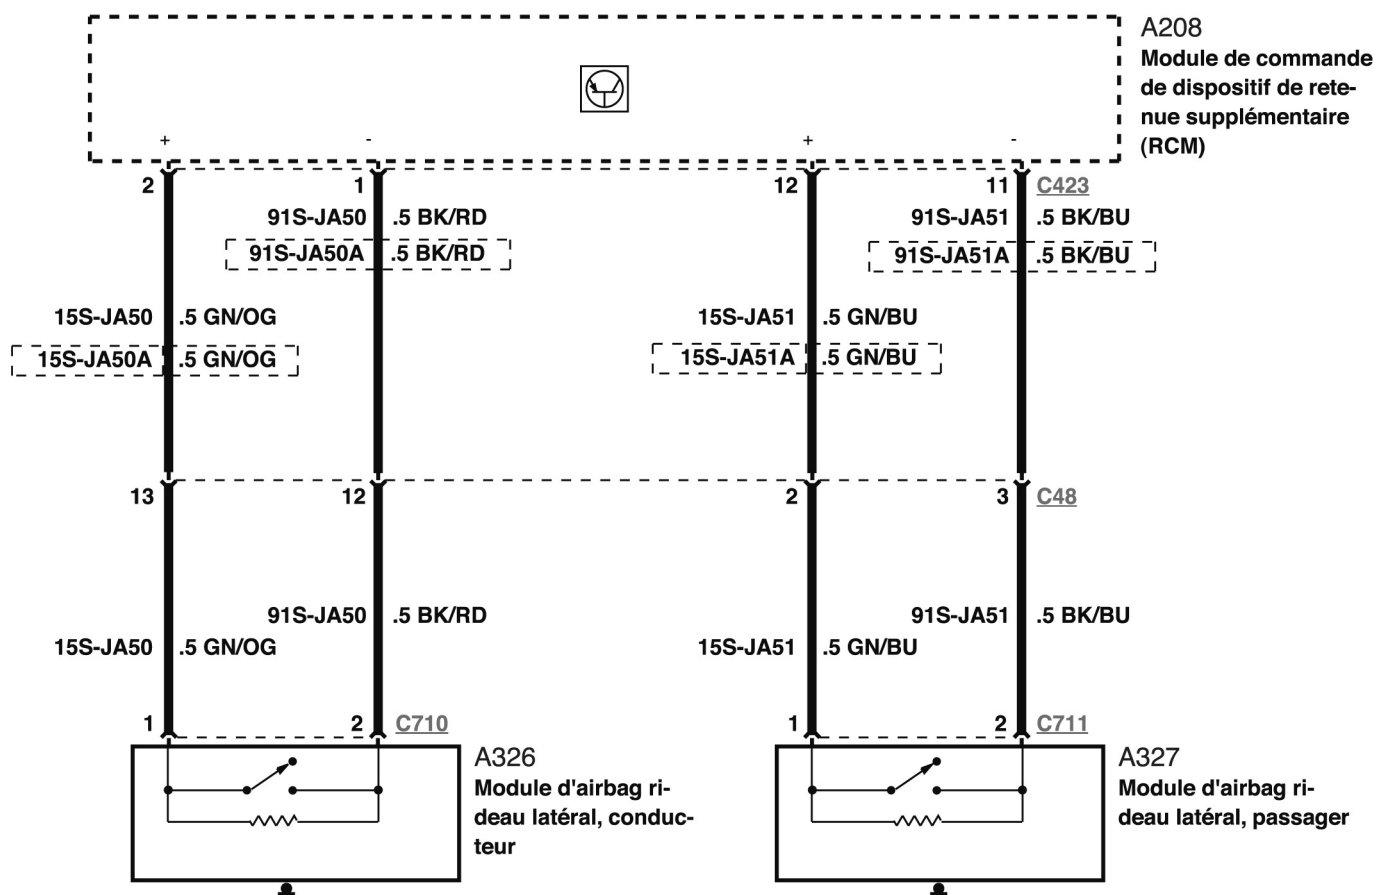 A208
Module de commande
de dispositif de rete-
nue supplémentaire
(RCM)
+ - + -
2 1 12 11 C423
91S-JA50 .5 BK/RD 91S-JA51 .5 BK/BU
91S-JA50A .5 BK/RD 91S-JA51A .5 BK/BU
15S-JA50 .5 GN/OG 15S-JA51 .5 GN/BU
15S-JA50A .5 GN/OG 15S-JA51A .5 GN/BU
13 12 2 3 C48
91S-JA50 .5 BK/RD 91S-JA51 .5 BK/BU
15S-JA50 .5 GN/OG 15S-JA51 .5 GN/BU
1 2 C710 1 2 C711
A326
Module d'airbag ri-
deau latéral, conduc-
teur
A327
Module d'airbag ri-
deau latéral, passager